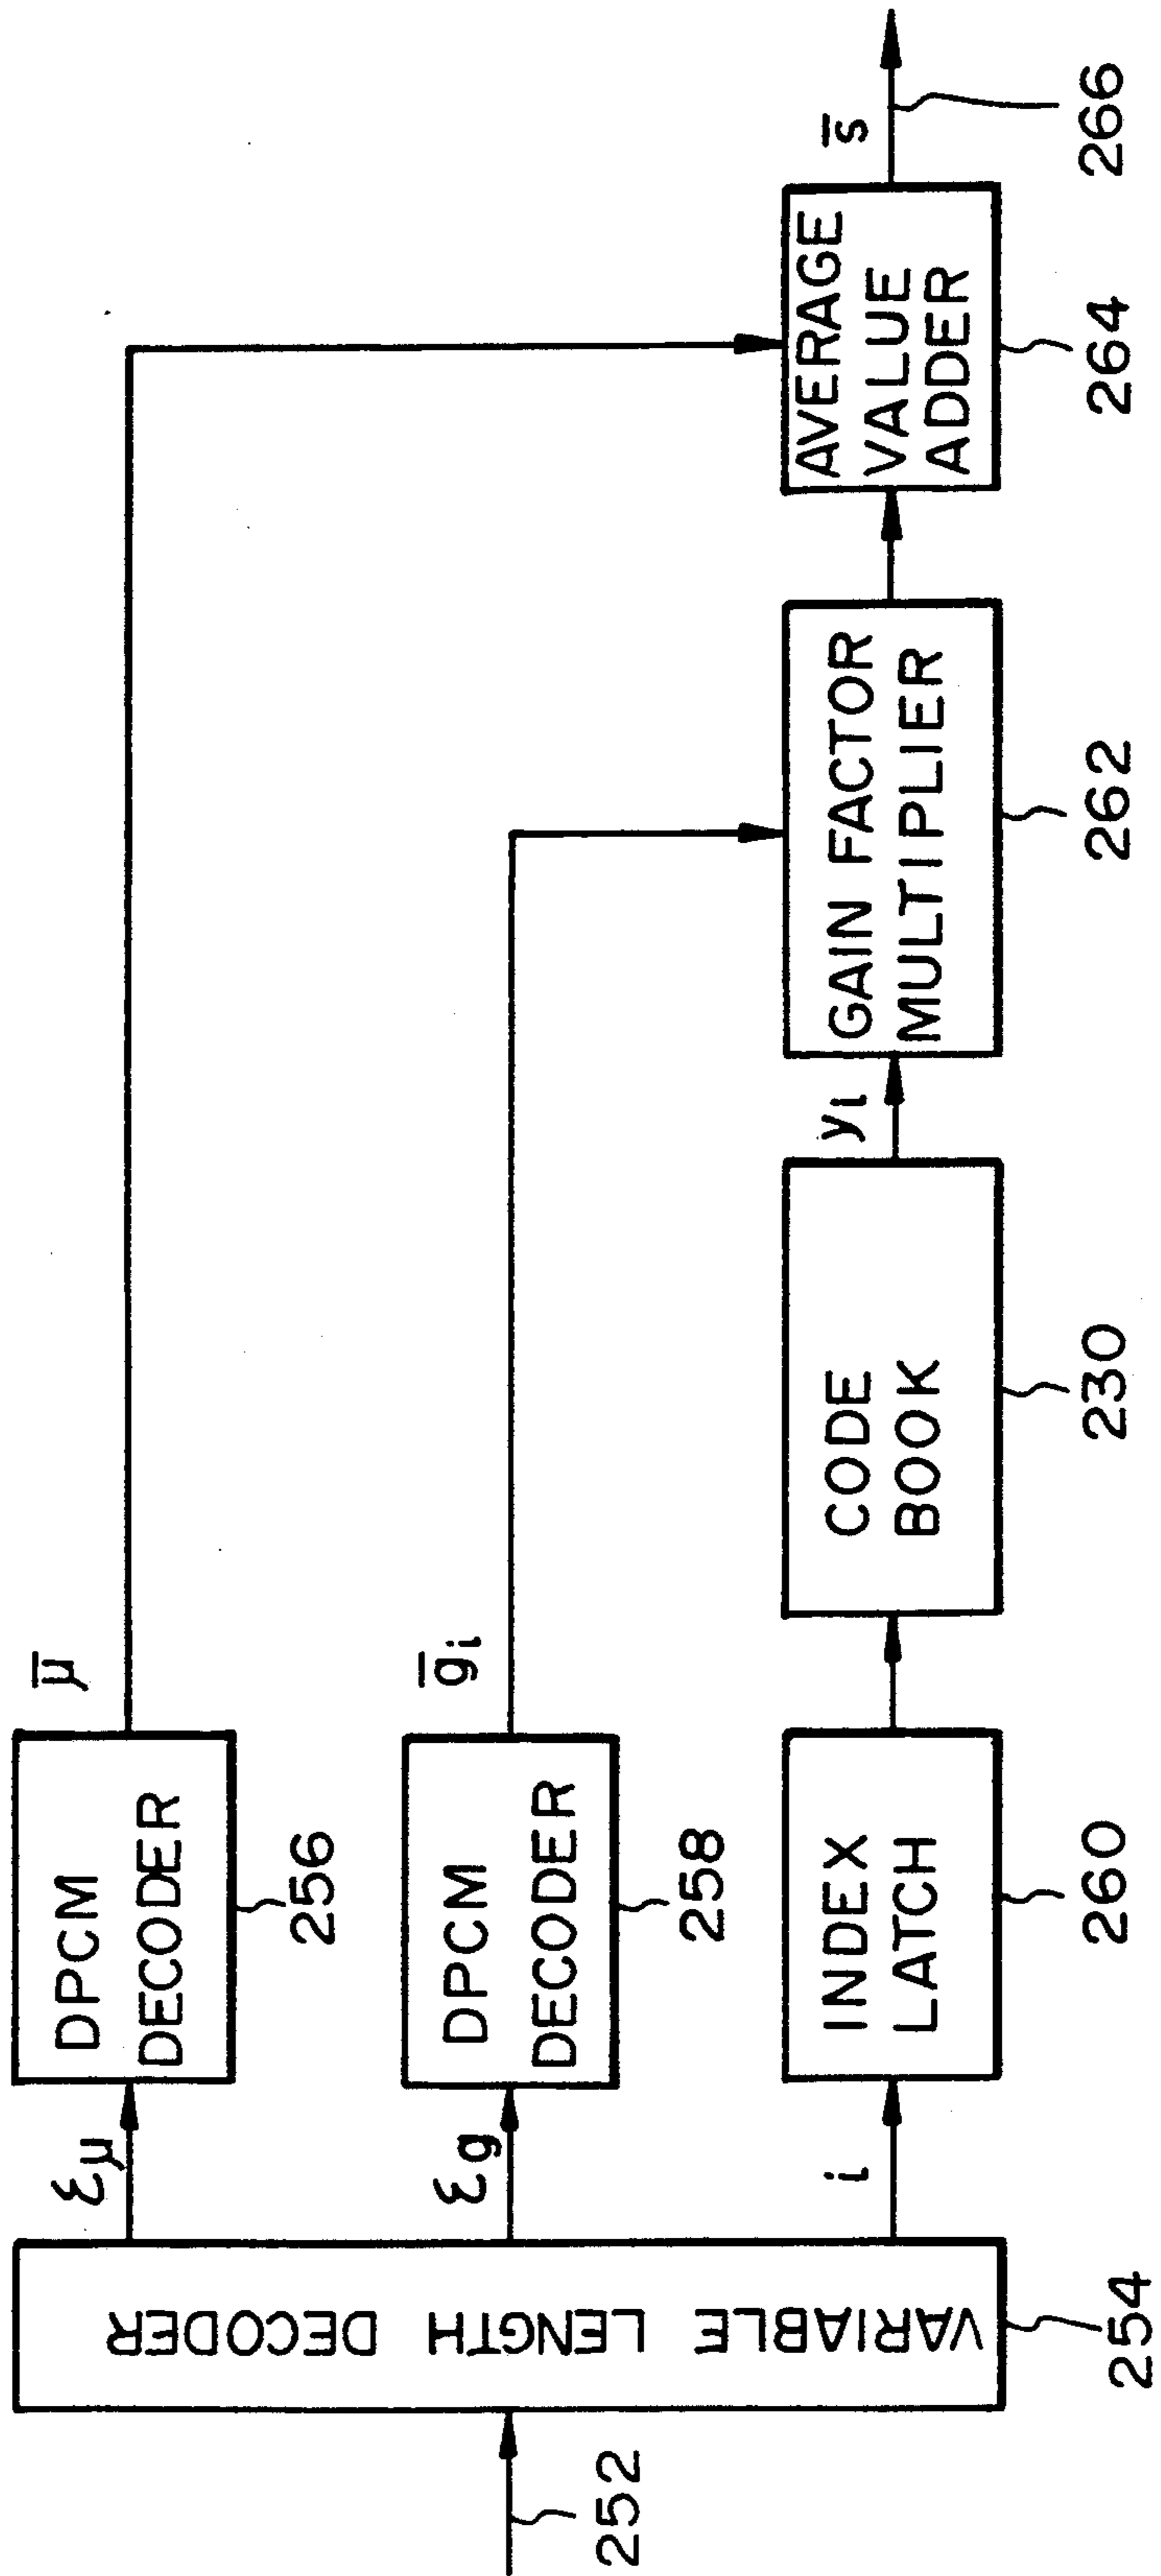 252
VARIABLE LENGTH DECODER
254
εμ
εg
i
DPCM
DECODER
256
μ̅
DPCM
DECODER
258
g̅i
INDEX
LATCH
260
CODE
BOOK
230
yi
GAIN FACTOR
MULTIPLIER
262
AVERAGE
VALUE
ADDER
264
s̅
266